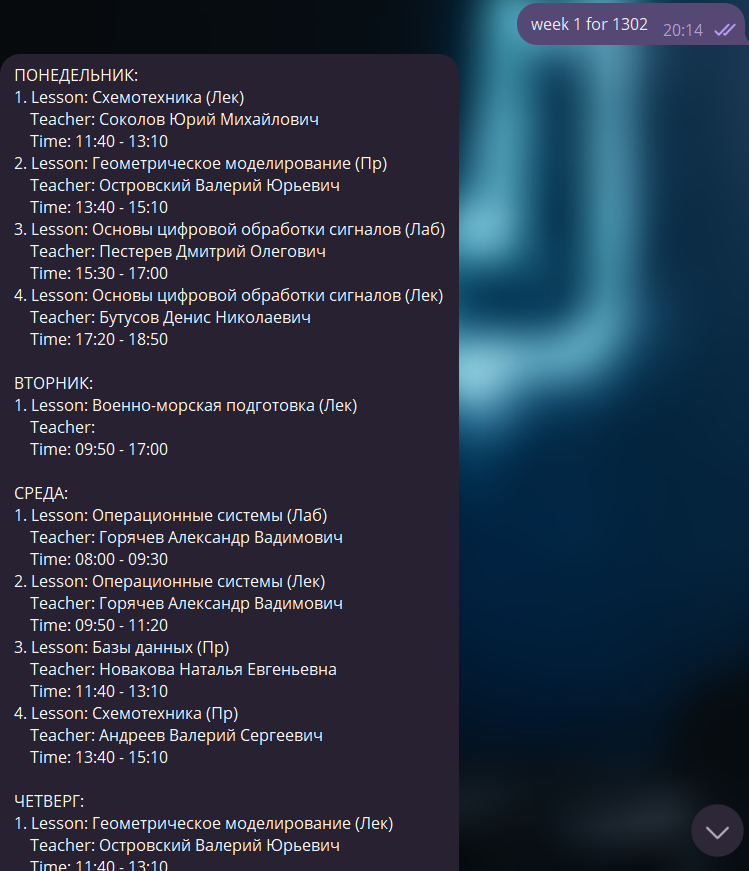 week 1 for 1302 20:14
ПОНЕДЕЛЬНИК:
1. Lesson: Схемотехника (Лек)
Teacher: Соколов Юрий Михайлович
Time: 11:40 - 13:10
2. Lesson: Геометрическое моделирование (Пр)
Teacher: Островский Валерий Юрьевич
Time: 13:40 - 15:10
3. Lesson: Основы цифровой обработки сигналов (Лаб)
Teacher: Пестерев Дмитрий Олегович
Time: 15:30 - 17:00
4. Lesson: Основы цифровой обработки сигналов (Лек)
Teacher: Бутусов Денис Николаевич
Time: 17:20 - 18:50
ВТОРНИК:
1. Lesson: Военно-морская подготовка (Лек)
Teacher:
Time: 09:50 - 17:00
СРЕДА:
1. Lesson: Операционные системы (Лаб)
Teacher: Горячев Александр Вадимович
Time: 08:00 - 09:30
2. Lesson: Операционные системы (Лек)
Teacher: Горячев Александр Вадимович
Time: 09:50 - 11:20
3. Lesson: Базы данных (Пр)
Teacher: Новакова Наталья Евгеньевна
Time: 11:40 - 13:10
4. Lesson: Схемотехника (Пр)
Teacher: Андреев Валерий Сергеевич
Time: 13:40 - 15:10
ЧЕТВЕРГ:
1. Lesson: Геометрическое моделирование (Лек)
Teacher: Островский Валерий Юрьевич
Time: 11:40 - 13:10